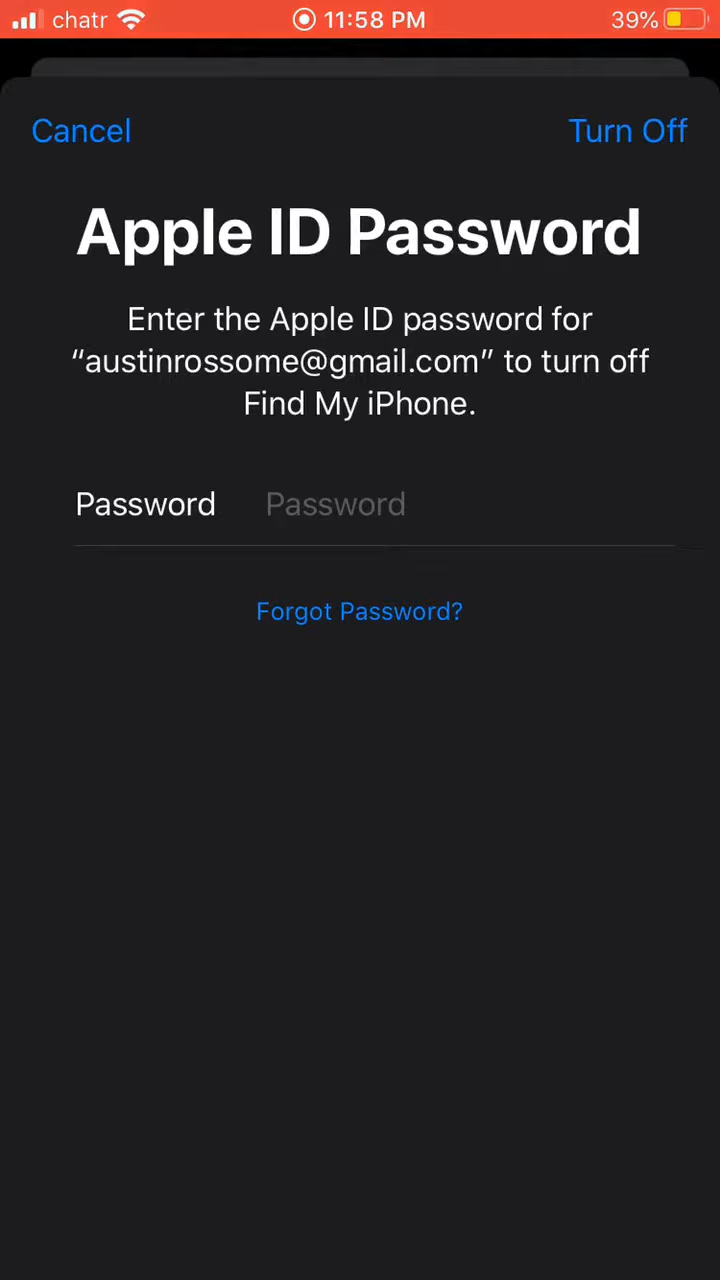 chatr 11:58 PM 39%
Cancel Turn Off
Apple ID Password
Enter the Apple ID password for
“austinrossome@gmail.com” to turn off
Find My iPhone.
Password Password
Forgot Password?